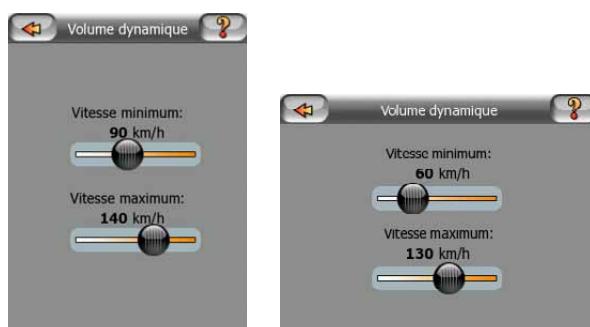 Volume dynamique
Vitesse minimum:
90 km/h
Vitesse maximum:
140 km/h
Volume dynamique
Vitesse minimum:
60 km/h
Vitesse maximum:
130 km/h